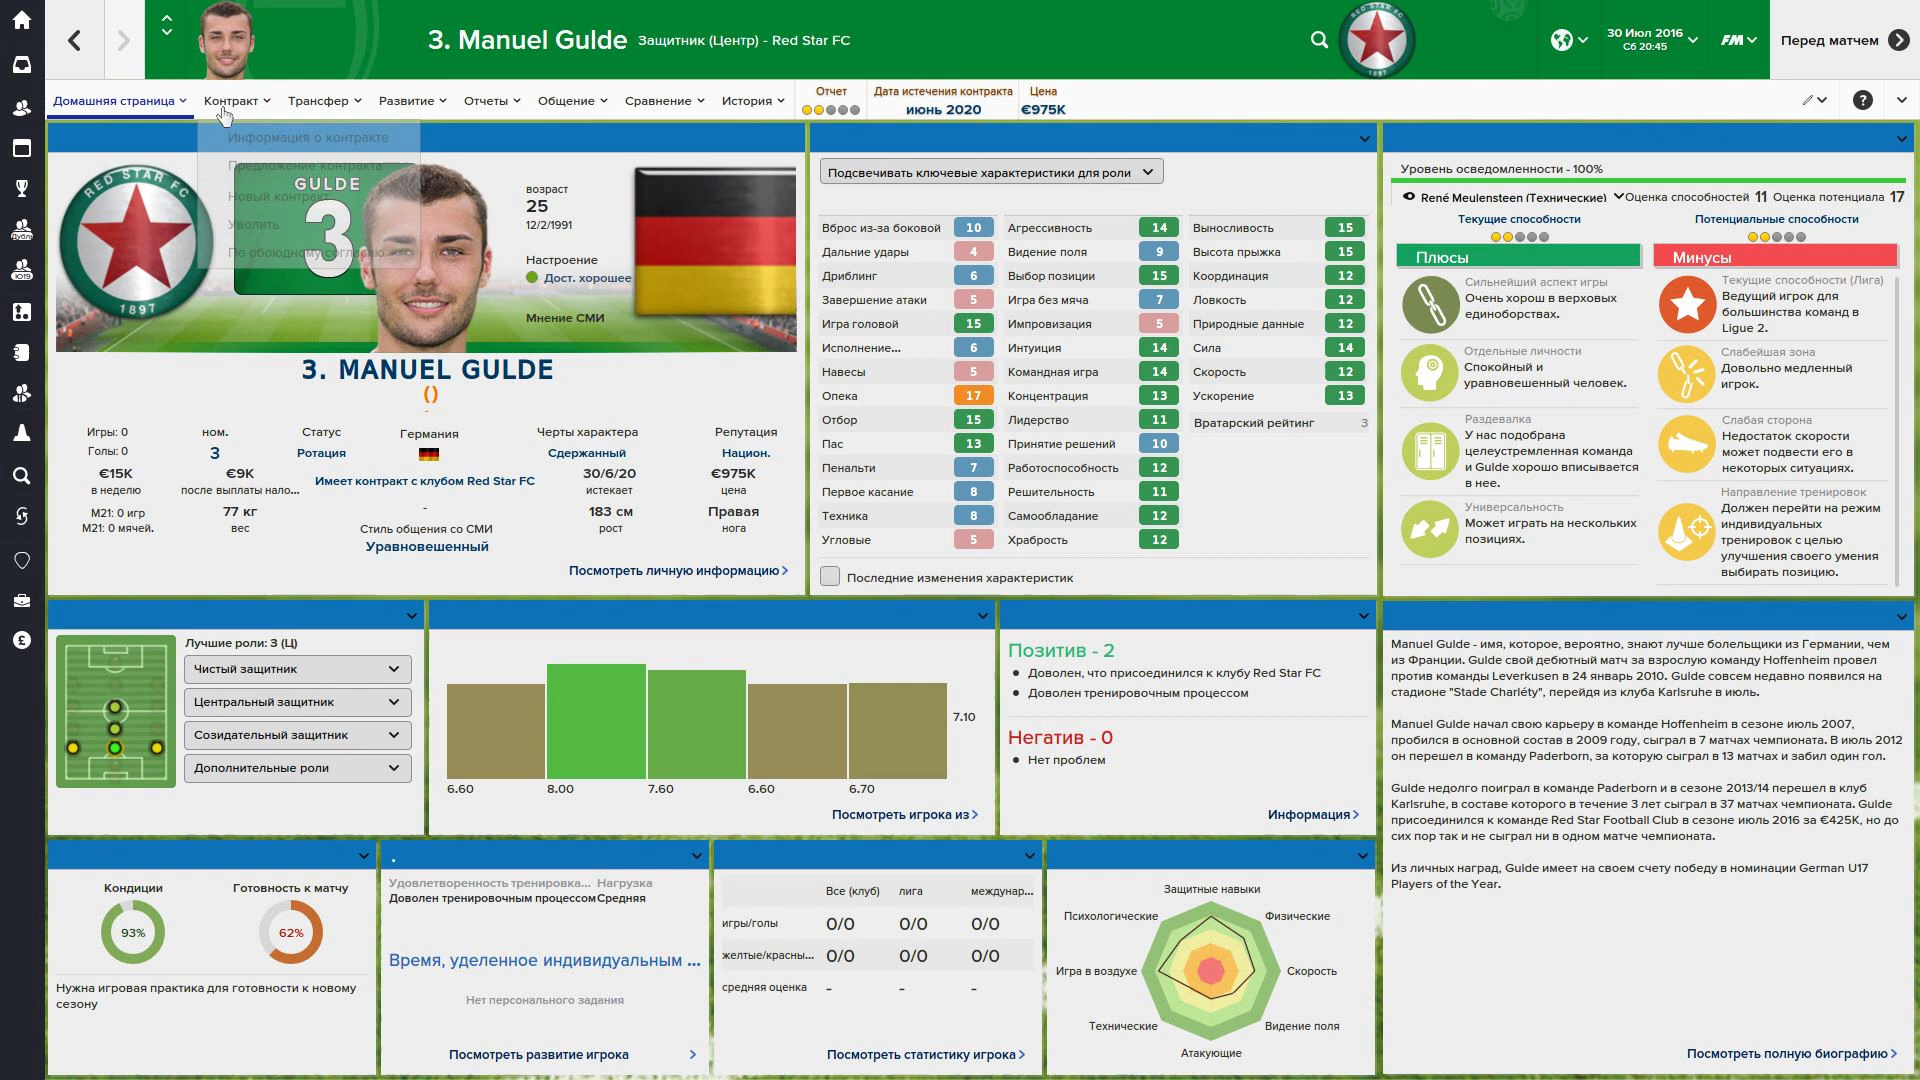 3. Manuel Gulde Защитник (Центр) - Red Star FC
30 Июл 2016
Сб 20:45
FM
Перед матчем
Домашняя страница
Контракт
Трансфер
Развитие
Отчеты
Общение
Сравнение
История
Отчет
Дата истечения контракта
июнь 2020
Цена
€975K
?
Информация о контракте
Предложение контракта
Новый контракт
Уволить
По обоюдному согласию
RED STAR FC
1897
GULDE
3
возраст
25
12/2/1991
Настроение
Дост. хорошее
Мнение СМИ
3. MANUEL GULDE
()
-
Игры: 0
Голы: 0
ном.
3
Статус
Ротация
Германия
Черты характера
Сдержанный
Репутация
Национ.
€15K
в неделю
€9K
после выплаты нало...
Имеет контракт с клубом Red Star FC
30/6/20
истекает
€975K
цена
М21: 0 игр
М21: 0 мячей.
77 кг
вес
-
Стиль общения со СМИ
Уравновешенный
183 см
рост
Правая
нога
Посмотреть личную информацию
Подсвечивать ключевые характеристики для роли
Вброс из-за боковой 10
Дальние удары 4
Дриблинг 6
Завершение атаки 5
Игра головой 15
Исполнение... 6
Навесы 5
Опека 17
Отбор 15
Пас 13
Пенальти 7
Первое касание 8
Техника 8
Угловые 5
Агрессивность 14
Видение поля 9
Выбор позиции 15
Игра без мяча 7
Импровизация 5
Интуиция 14
Командная игра 14
Концентрация 13
Лидерство 11
Принятие решений 10
Работоспособность 12
Решительность 11
Самообладание 12
Храбрость 12
Выносливость 15
Высота прыжка 15
Координация 12
Ловкость 12
Природные данные 12
Сила 14
Скорость 12
Ускорение 13
Вратарский рейтинг 3
Последние изменения характеристик
Уровень осведомленности - 100%
René Meulensteen (Технические)
Оценка способностей 11 Оценка потенциала 17
Текущие способности
Потенциальные способности
Плюсы
Сильнейший аспект игры
Очень хорош в верховых
единоборствах.
Отдельные личности
Спокойный и
уравновешенный человек.
Раздевалка
У нас подобрана
целеустремленная команда
и Gulde хорошо вписывается
в нее.
Универсальность
Может играть на нескольких
позициях.
Минусы
Текущие способности (Лига)
Ведущий игрок для
большинства команд в
Ligue 2.
Слабейшая зона
Довольно медленный
игрок.
Слабая сторона
Недостаток скорости
может подвести его в
некоторых ситуациях.
Направление тренировок
Должен перейти на режим
индивидуальных
тренировок с целью
улучшения своего умения
выбирать позицию.
Лучшие роли: З (Ц)
Чистый защитник
Центральный защитник
Созидательный защитник
Дополнительные роли
7.10
6.60
8.00
7.60
6.60
6.70
Посмотреть игрока из
Позитив - 2
Доволен, что присоединился к клубу Red Star FC
Доволен тренировочным процессом
Негатив - 0
Нет проблем
Информация
Manuel Gulde - имя, которое, вероятно, знают лучше болельщики из Германии, чем
из Франции. Gulde свой дебютный матч за взрослую команду Hoffenheim провел
против команды Leverkusen в 24 январь 2010. Gulde совсем недавно появился на
стадионе "Stade Charléty", перейдя из клуба Karlsruhe в июль.
Manuel Gulde начал свою карьеру в команде Hoffenheim в сезоне июль 2007,
пробился в основной состав в 2009 году, сыграл в 7 матчах чемпионата. В июль 2012
он перешел в команду Paderborn, за которую сыграл в 13 матчах и забил один гол.
Gulde недолго поиграл в команде Paderborn и в сезоне 2013/14 перешел в клуб
Karlsruhe, в составе которого в течение 3 лет сыграл в 37 матчах чемпионата. Gulde
присоединился к команде Red Star Football Club в сезоне июль 2016 за €425K, но до
сих пор так и не сыграл ни в одном матче чемпионата.
Из личных наград, Gulde имеет на своем счету победу в номинации German U17
Players of the Year.
Посмотреть полную биографию
Кондиции
93%
Готовность к матчу
62%
Нужна игровая практика для готовности к новому
сезону
.
Удовлетворенность тренировка... Нагрузка
Доволен тренировочным процессом Средняя
Время, уделенное индивидуальным ...
Нет персонального задания
Посмотреть развитие игрока
Все (клуб) лига междунар...
игры/голы 0/0 0/0 0/0
желтые/красны... 0/0 0/0 0/0
средняя оценка - - -
Посмотреть статистику игрока
Защитные навыки
Психологические
Физические
Игра в воздухе
Скорость
Технические
Видение поля
Атакующие